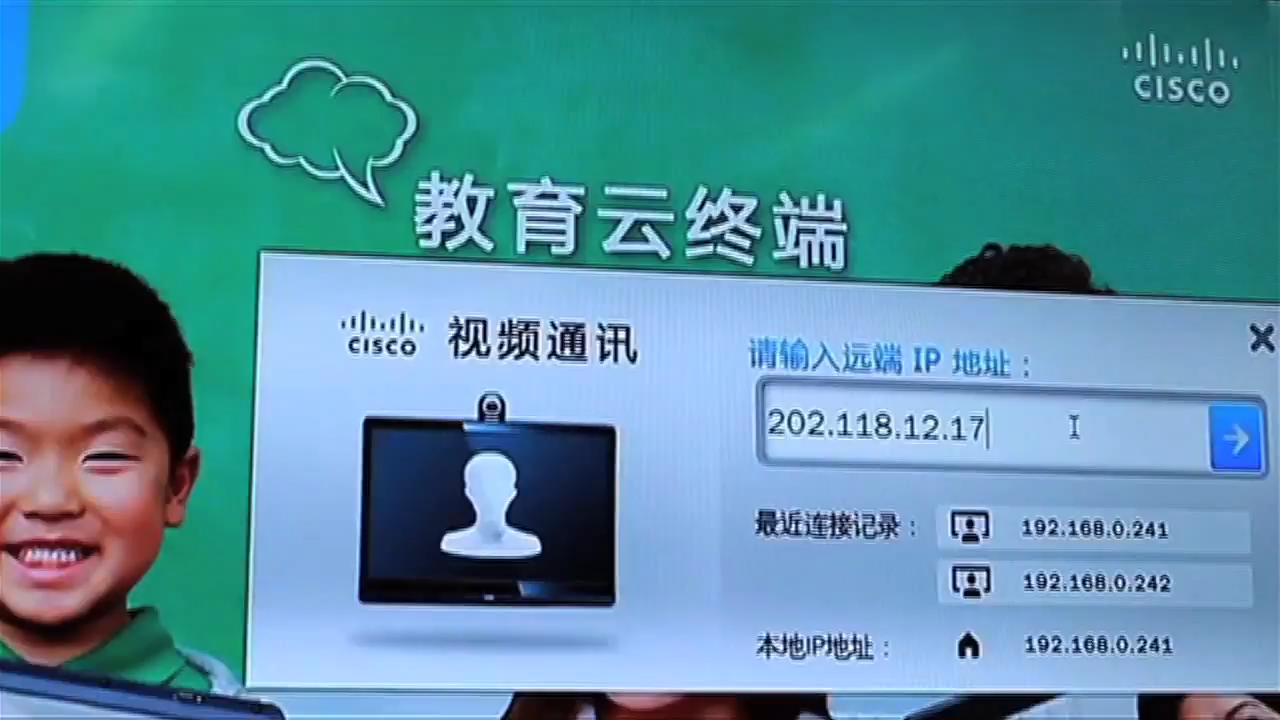 CISCO
教育云终端
CISCO 视频通讯
请输入远端 IP 地址：
202.118.12.17
最近连接记录：
192.168.0.241
192.168.0.242
本地IP地址：
192.168.0.241